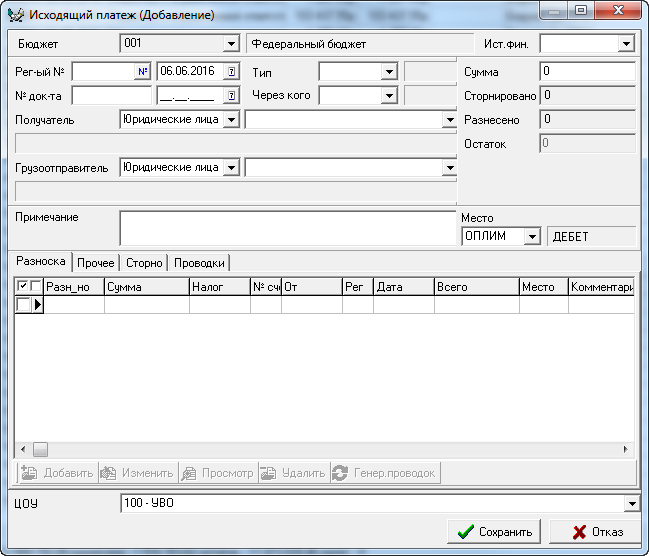 Исходящий платеж (Добавление)
Бюджет 001 Федеральный бюджет Ист.фин.
Рег-ый № № 06.06.2016 7 Тип Сумма 0
№ док-та __.__.____ 7 Через кого Сторнировано 0
Получатель Юридические лица Разнесено 0
Остаток 0
Грузоотправитель Юридические лица
Примечание Место
ОПЛИМ ДЕБЕТ
Разноска Прочее Сторно Проводки
Разн_но Сумма Налог № сч От Рег Дата Всего Место Комментари
Добавить Изменить Просмотр Удалить Генер.проводок
ЦОУ 100 - УВО
Сохранить Отказ